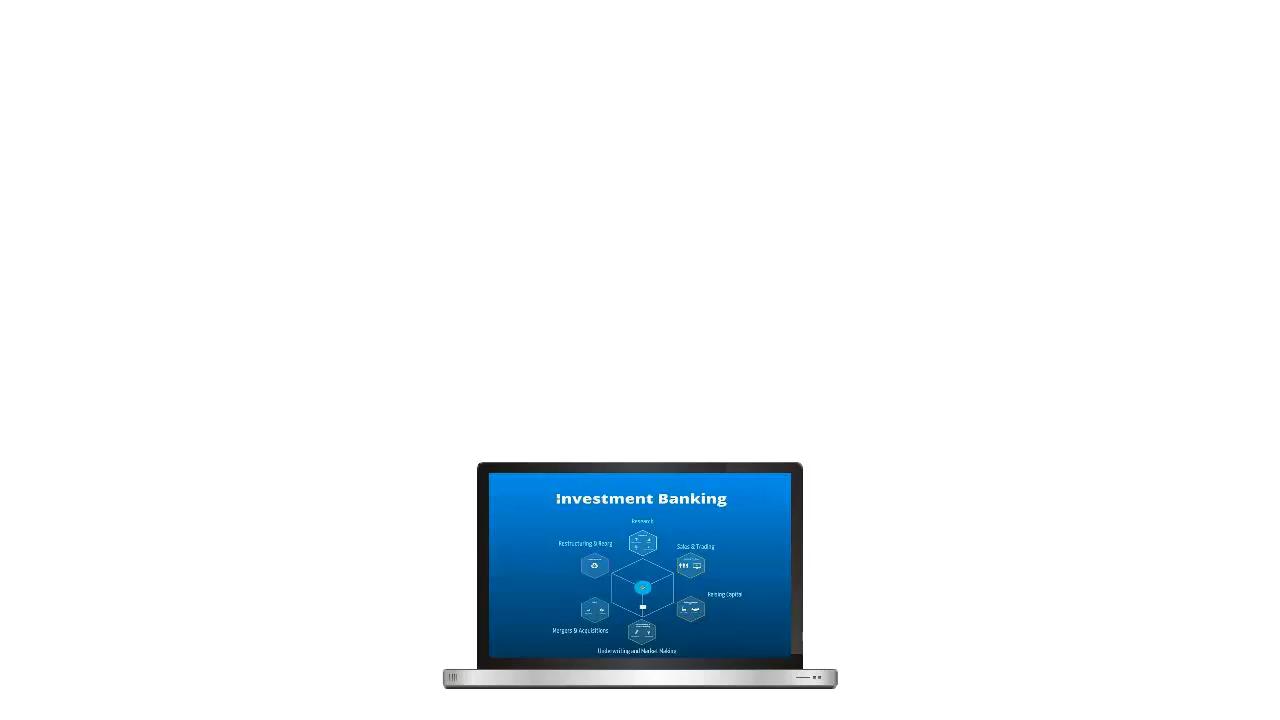 Investment Banking
Research
Restructuring & Reorg
Sales & Trading
Raising Capital
Mergers & Acquisitions
Underwriting and Market Making